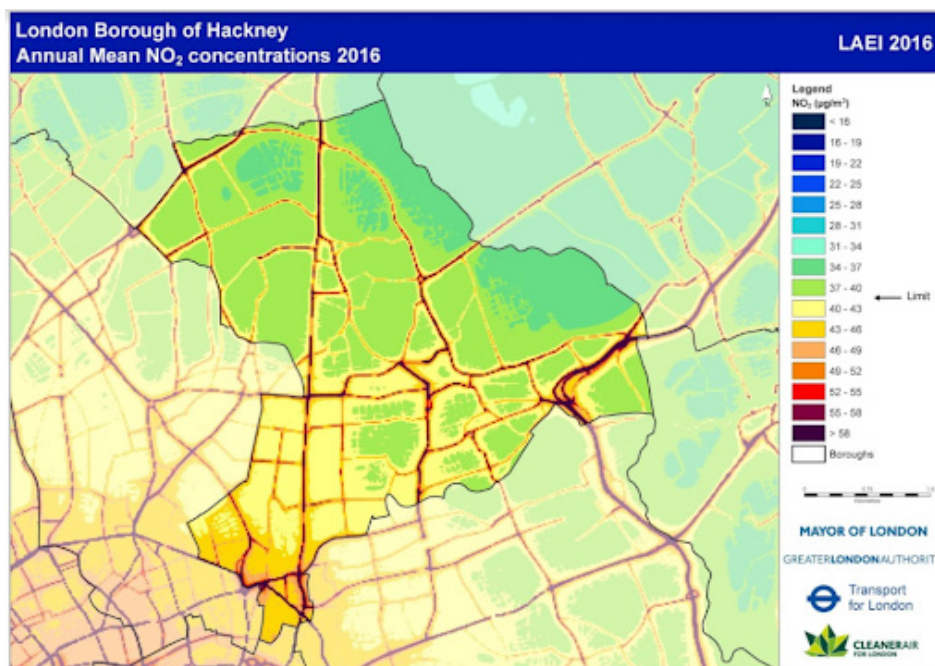 London Borough of Hackney
Annual Mean NO₂ concentrations 2016
LAEI 2016
N
Legend
NO₂ (µg/m³)
< 16
16 - 19
19 - 22
22 - 25
25 - 28
28 - 31
31 - 34
34 - 37
37 - 40
Limit
40 - 43
43 - 46
46 - 49
49 - 52
52 - 55
55 - 58
> 58
Boroughs
MAYOR OF LONDON
GREATERLONDONAUTHORIT
Transport
for London
CLEANERAIR
FOR LONDON